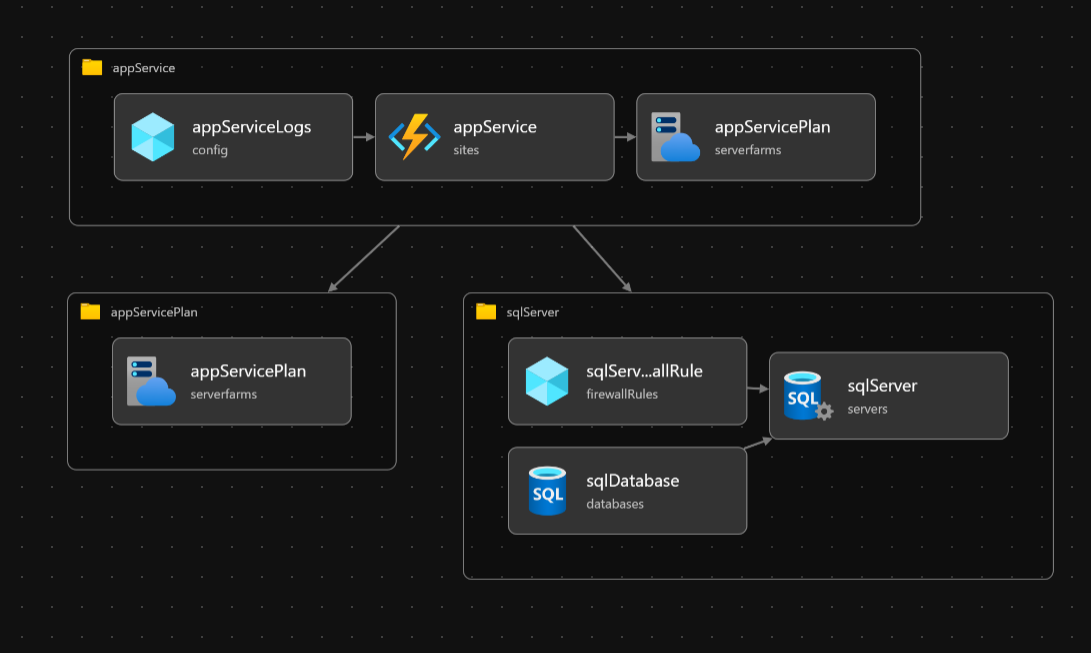 appService
appServiceLogs
config
appService
sites
appServicePlan
serverfarms
appServicePlan
appServicePlan
serverfarms
sqlServer
sqlServ...allRule
firewallRules
SQL
sqlServer
servers
SQL
sqlDatabase
databases